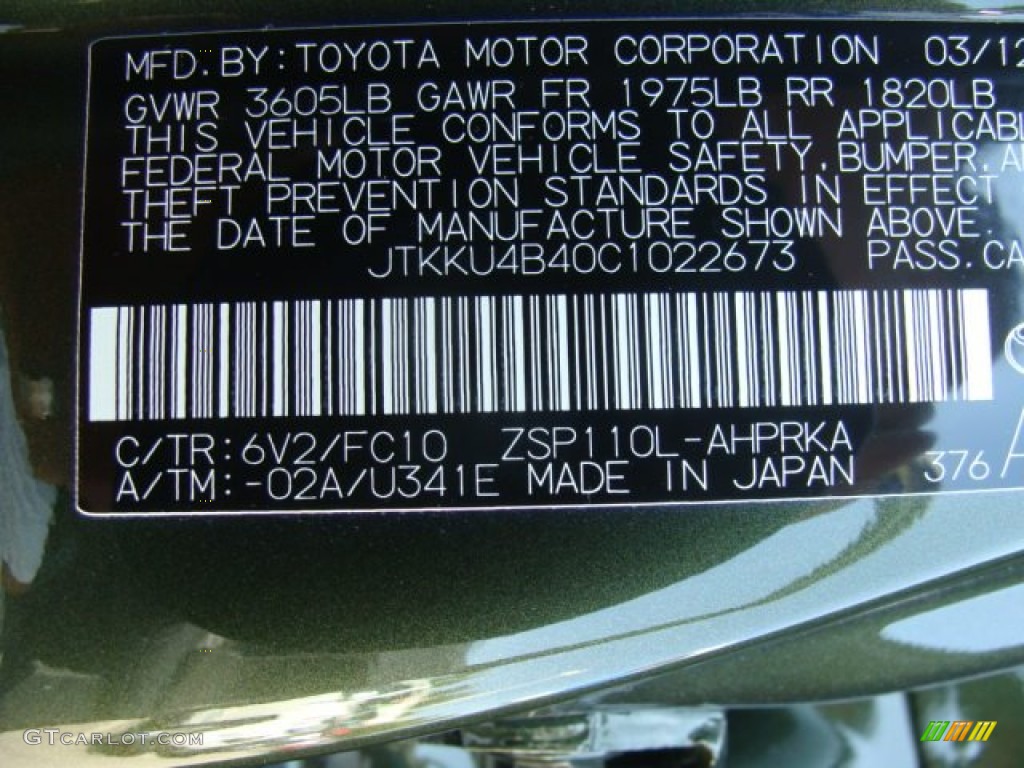 MFD. BY: TOYOTA MOTOR CORPORATION 03/12
GVWR 3605LB GAWR FR 1975LB RR 1820LB
THIS VEHICLE CONFORMS TO ALL APPLICABL
FEDERAL MOTOR VEHICLE SAFETY, BUMPER, A
THEFT PREVENTION STANDARDS IN EFFECT
THE DATE OF MANUFACTURE SHOWN ABOVE.
JTKKU4B40C1022673 PASS. CA
C/TR: 6V2/FC10 ZSP110L-AHPRKA
A/TM: -02A/U341E MADE IN JAPAN 376 A
GTCARLOT.COM